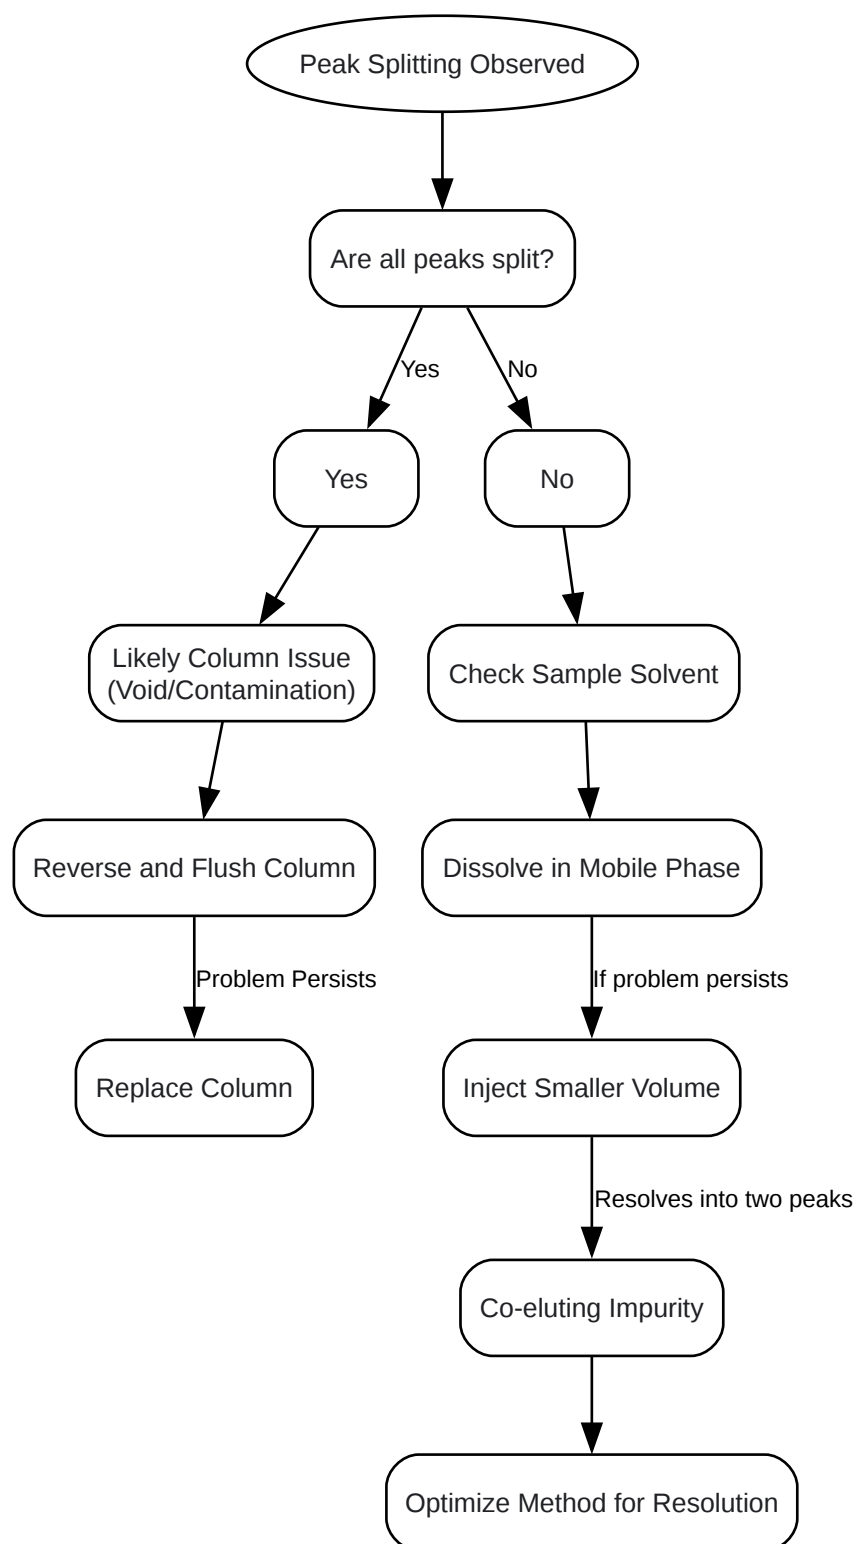 Peak Splitting Observed
Are all peaks split?
Yes
No
Yes
No
Likely Column Issue
(Void/Contamination)
Check Sample Solvent
Reverse and Flush Column
Dissolve in Mobile Phase
Problem Persists
If problem persists
Replace Column
Inject Smaller Volume
Resolves into two peaks
Co-eluting Impurity
Optimize Method for Resolution